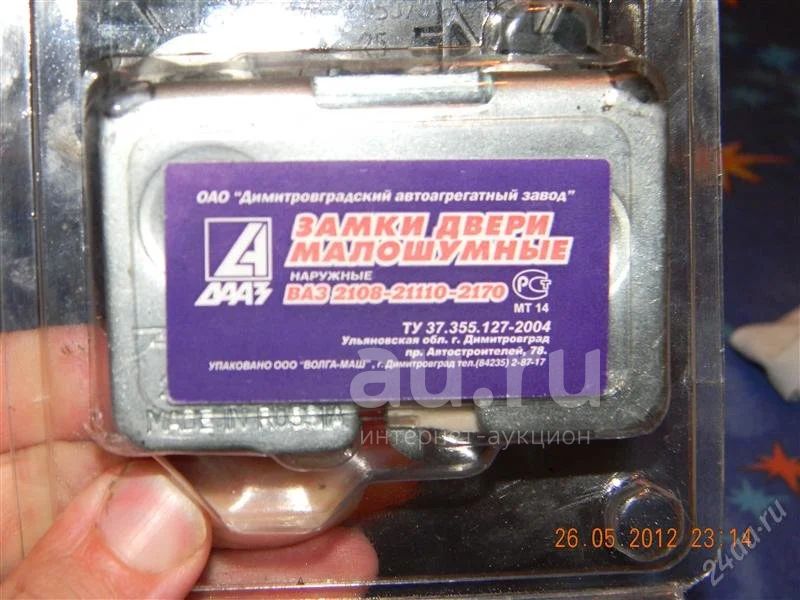 ОАО "Димитровградский автоагрегатный завод"
ЗАМКИ ДВЕРИ
МАЛОШУМНЫЕ
НАРУЖНЫЕ
ВАЗ 2108-21110-2170
ДААЗ
РСТ
МТ 14
ТУ 37.355.127-2004
Ульяновская обл. г. Димитровград
пр. Автостроителей, 78.
УПАКОВАНО ООО "ВОЛГА-МАШ", г. Димитровград тел.(84235) 2-87-17
MADE IN RUSSIA
au.ru
интернет-аукцион
26.05.2012 23:14
24au.ru